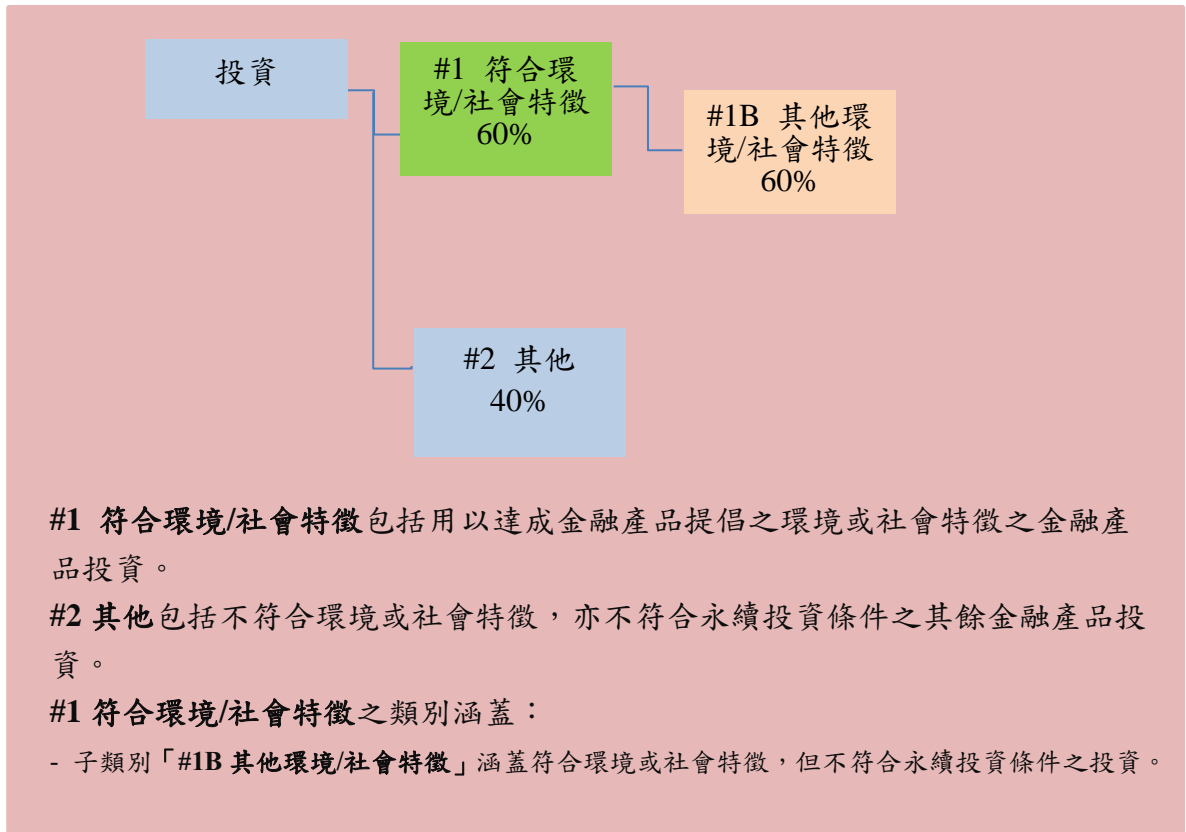 投資
#1 符合環
境/社會特徵
60%
#1B 其他環
境/社會特徵
60%
#2 其他
40%
#1 符合環境/社會特徵包括用以達成金融產品提倡之環境或社會特徵之金融產
品投資。
#2 其他包括不符合環境或社會特徵，亦不符合永續投資條件之其餘金融產品投
資。
#1 符合環境/社會特徵之類別涵蓋：
- 子類別「#1B 其他環境/社會特徵」涵蓋符合環境或社會特徵，但不符合永續投資條件之投資。